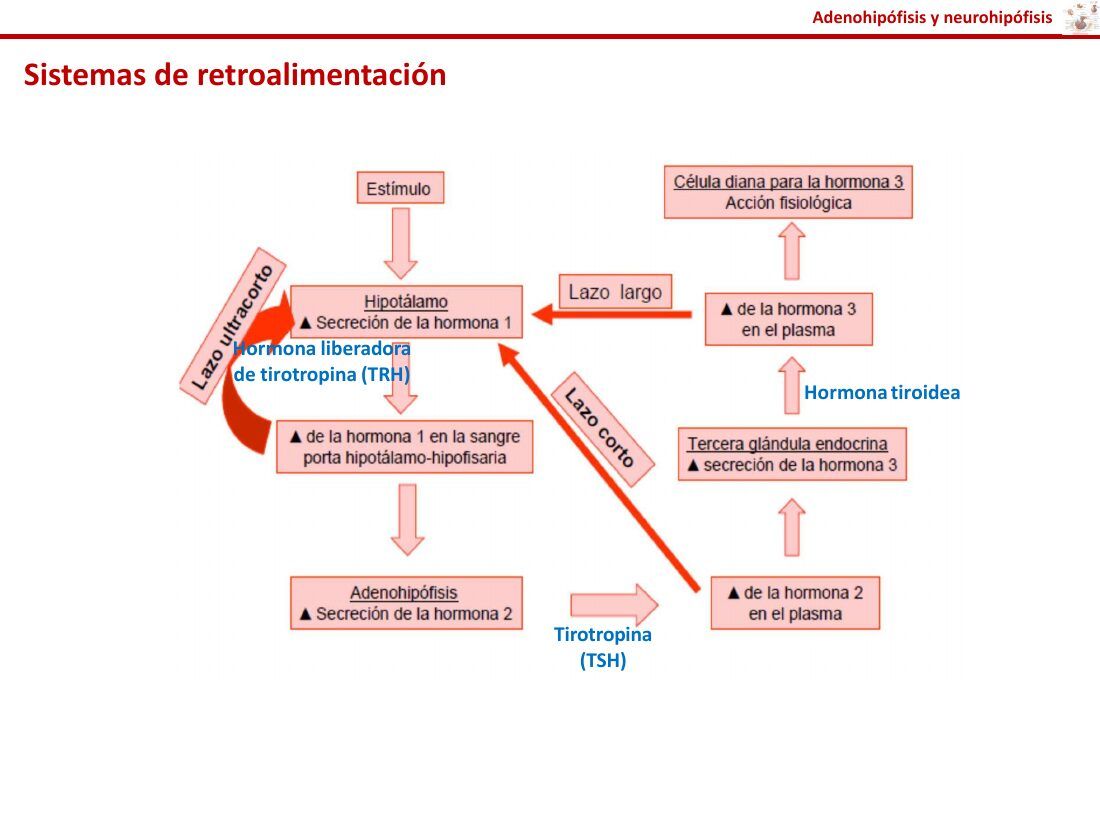 Adenohipófisis y neurohipófisis
Sistemas de retroalimentación
Estímulo
Hipotálamo
▲ Secreción de la hormona 1
Lazo ultracorto
Hormona liberadora
de tirotropina (TRH)
▲ de la hormona 1 en la sangre
porta hipotálamo-hipofisaria
Adenohipófisis
▲ Secreción de la hormona 2
Tirotropina
(TSH)
▲ de la hormona 2
en el plasma
Lazo corto
Tercera glándula endocrina
▲ secreción de la hormona 3
Hormona tiroidea
▲ de la hormona 3
en el plasma
Lazo largo
Célula diana para la hormona 3
Acción fisiológica